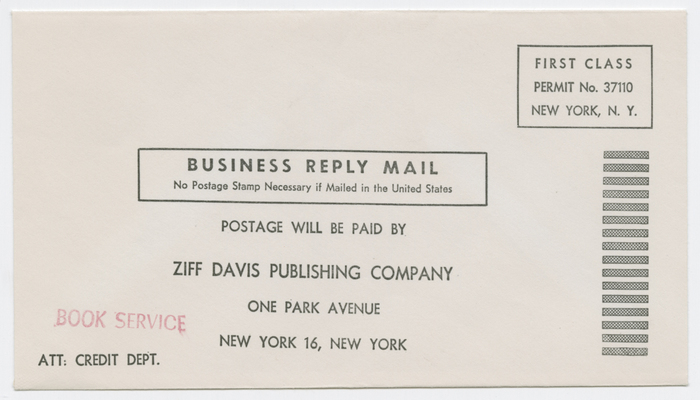 FIRST CLASS
PERMIT No. 37110
NEW YORK, N. Y.
BUSINESS REPLY MAIL
No Postage Stamp Necessary if Mailed in the United States
POSTAGE WILL BE PAID BY
ZIFF DAVIS PUBLISHING COMPANY
ONE PARK AVENUE
NEW YORK 16, NEW YORK
BOOK SERVICE
ATT: CREDIT DEPT.